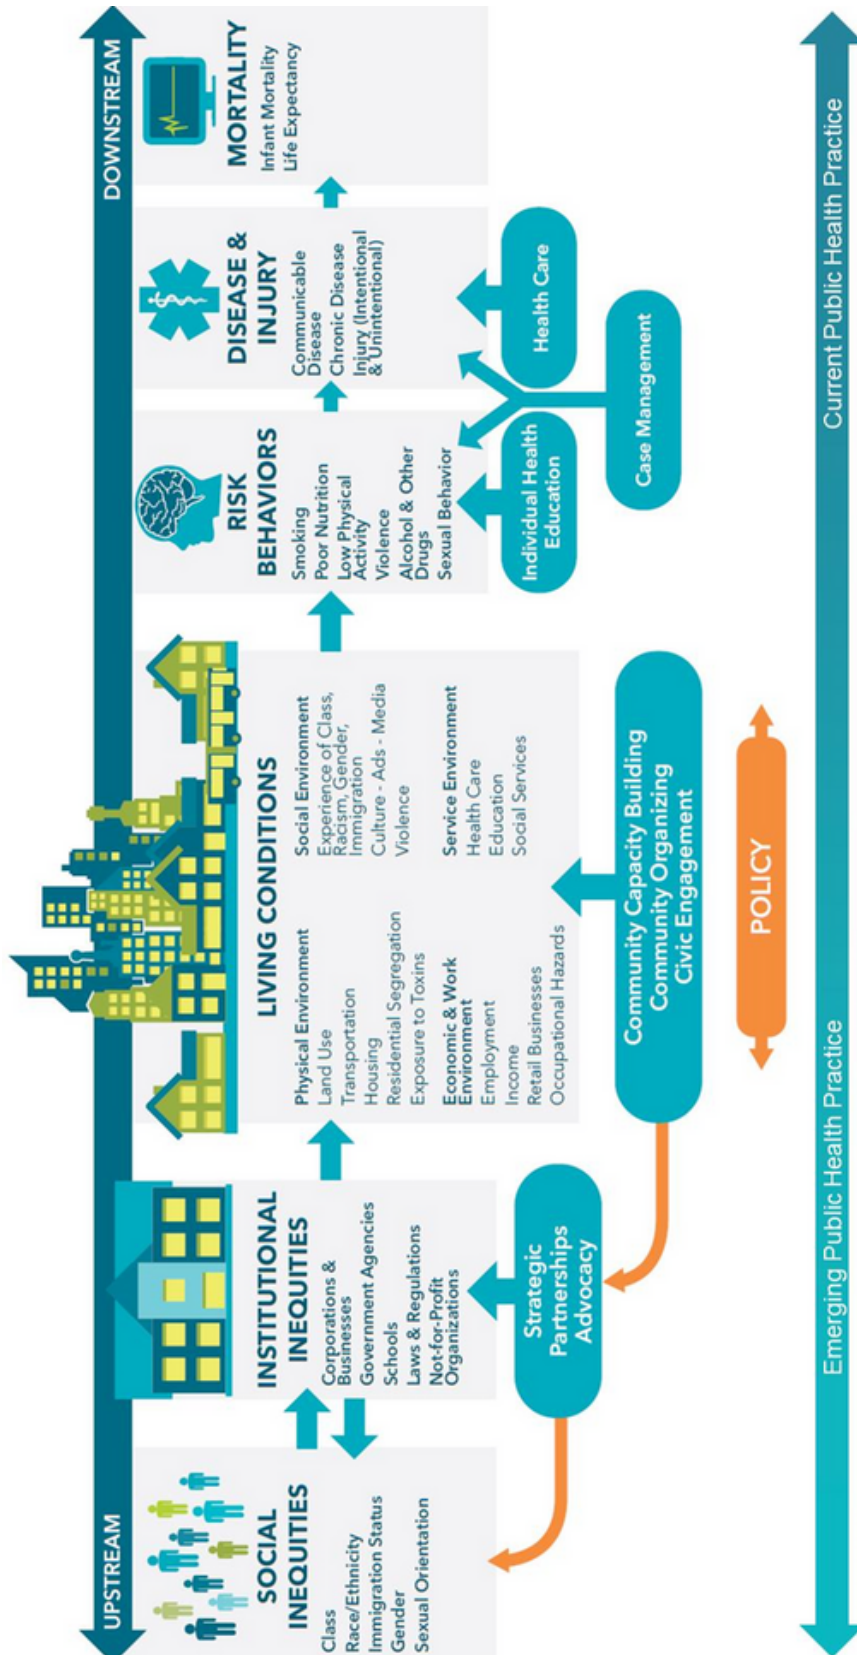 UPSTREAM
DOWNSTREAM
SOCIAL
INEQUITIES
Class
Race/Ethnicity
Immigration Status
Gender
Sexual Orientation
INSTITUTIONAL
INEQUITIES
Corporations &
Businesses
Government Agencies
Schools
Laws & Regulations
Not-for-Profit
Organizations
LIVING CONDITIONS
Physical Environment
Land Use
Transportation
Housing
Residential Segregation
Exposure to Toxins
Economic & Work
Environment
Employment
Income
Retail Businesses
Occupational Hazards
Social Environment
Experience of Class,
Racism, Gender,
Immigration
Culture - Ads - Media
Violence
Service Environment
Health Care
Education
Social Services
RISK
BEHAVIORS
Smoking
Poor Nutrition
Low Physical
Activity
Violence
Alcohol & Other
Drugs
Sexual Behavior
DISEASE &
INJURY
Communicable
Disease
Chronic Disease
Injury (Intentional
& Unintentional)
MORTALITY
Infant Mortality
Life Expectancy
Strategic
Partnerships
Advocacy
Community Capacity Building
Community Organizing
Civic Engagement
Individual Health
Education
Health Care
Case Management
POLICY
Emerging Public Health Practice
Current Public Health Practice